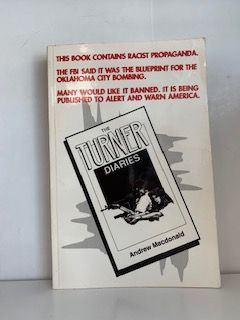 THIS BOOK CONTAINS RACIST PROPAGANDA.
THE FBI SAID IT WAS THE BLUEPRINT FOR THE
OKLAHOMA CITY BOMBING.
MANY WOULD LIKE IT BANNED. IT IS BEING
PUBLISHED TO ALERT AND WARN AMERICA.
THE
TURNER
DIARIES
Andrew Macdonald